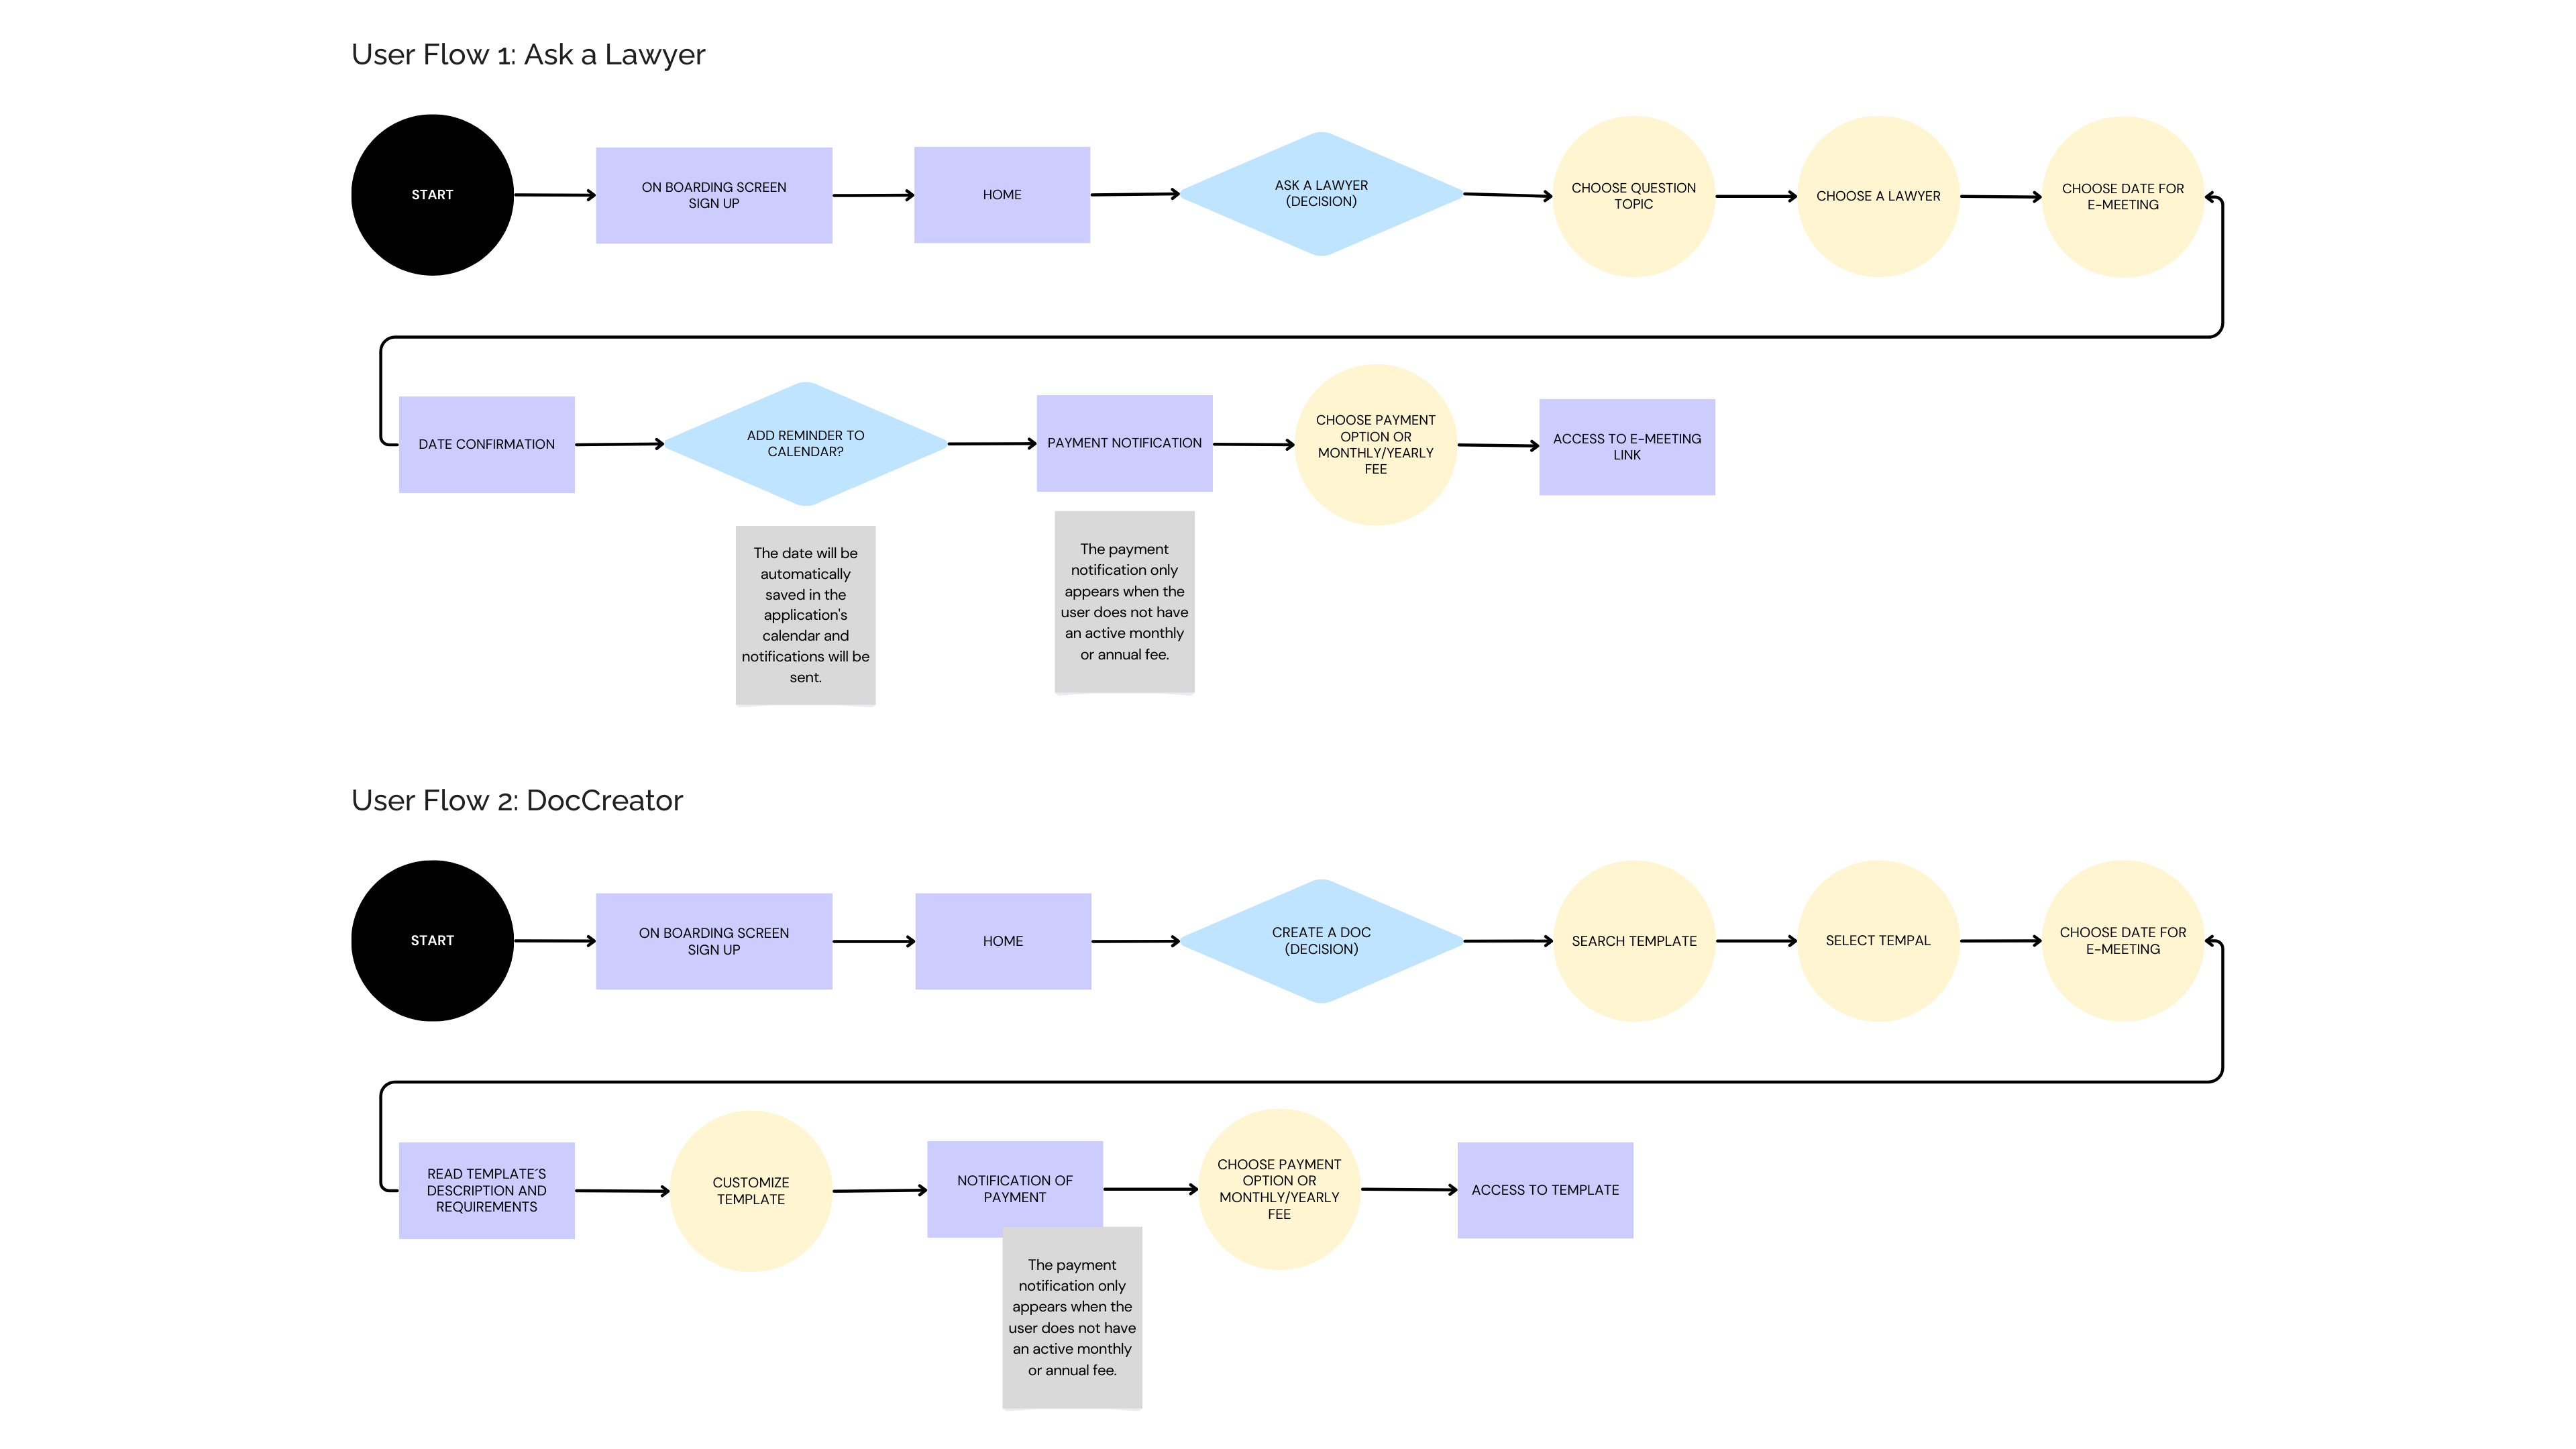 User Flow 1: Ask a Lawyer
START
ON BOARDING SCREEN
SIGN UP
HOME
ASK A LAWYER
(DECISION)
CHOOSE QUESTION
TOPIC
CHOOSE A LAWYER
CHOOSE DATE FOR
E-MEETING
DATE CONFIRMATION
ADD REMINDER TO
CALENDAR?
PAYMENT NOTIFICATION
CHOOSE PAYMENT
OPTION OR
MONTHLY/YEARLY
FEE
ACCESS TO E-MEETING
LINK
The date will be
automatically
saved in the
application's
calendar and
notifications will be
sent.
The payment
notification only
appears when the
user does not have
an active monthly
or annual fee.
User Flow 2: DocCreator
START
ON BOARDING SCREEN
SIGN UP
HOME
CREATE A DOC
(DECISION)
SEARCH TEMPLATE
SELECT TEMPAL
CHOOSE DATE FOR
E-MEETING
READ TEMPLATE´S
DESCRIPTION AND
REQUIREMENTS
CUSTOMIZE
TEMPLATE
NOTIFICATION OF
PAYMENT
CHOOSE PAYMENT
OPTION OR
MONTHLY/YEARLY
FEE
ACCESS TO TEMPLATE
The payment
notification only
appears when the
user does not have
an active monthly
or annual fee.